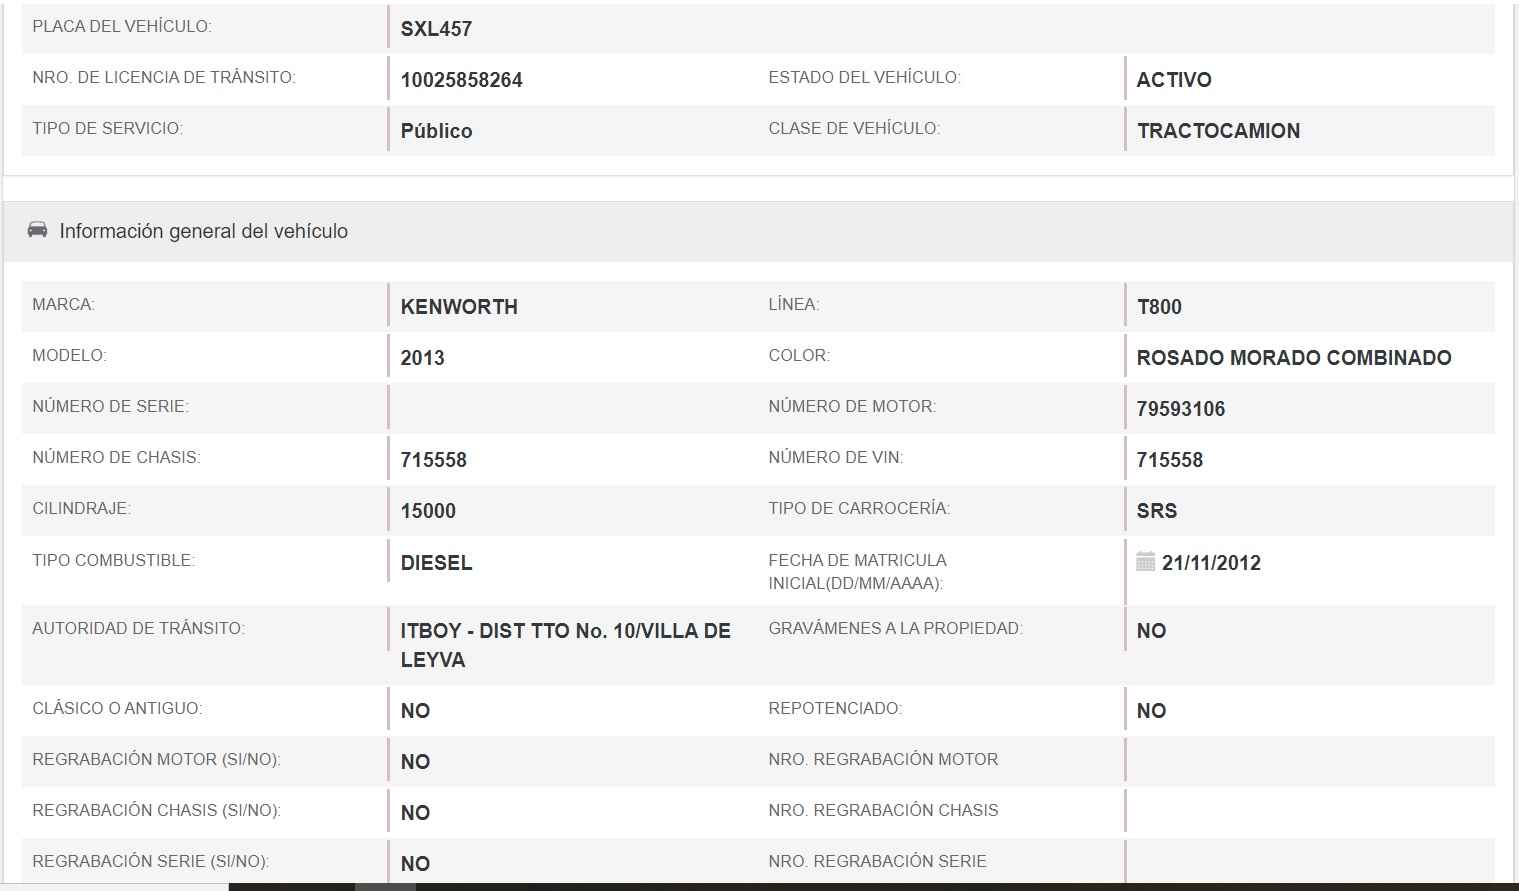 PLACA DEL VEHÍCULO: SXL457
NRO. DE LICENCIA DE TRÁNSITO: 10025858264 ESTADO DEL VEHÍCULO: ACTIVO
TIPO DE SERVICIO: Público CLASE DE VEHÍCULO: TRACTOCAMION
Información general del vehículo
MARCA: KENWORTH LÍNEA: T800
MODELO: 2013 COLOR: ROSADO MORADO COMBINADO
NÚMERO DE SERIE: NÚMERO DE MOTOR: 79593106
NÚMERO DE CHASIS: 715558 NÚMERO DE VIN: 715558
CILINDRAJE: 15000 TIPO DE CARROCERÍA: SRS
TIPO COMBUSTIBLE: DIESEL FECHA DE MATRICULA
INICIAL(DD/MM/AAAA): 21/11/2012
AUTORIDAD DE TRÁNSITO: ITBOY - DIST TTO No. 10/VILLA DE
LEYVA GRAVÁMENES A LA PROPIEDAD: NO
CLÁSICO O ANTIGUO: NO REPOTENCIADO: NO
REGRABACIÓN MOTOR (SI/NO): NO NRO. REGRABACIÓN MOTOR
REGRABACIÓN CHASIS (SI/NO): NO NRO. REGRABACIÓN CHASIS
REGRABACIÓN SERIE (SI/NO): NO NRO. REGRABACIÓN SERIE